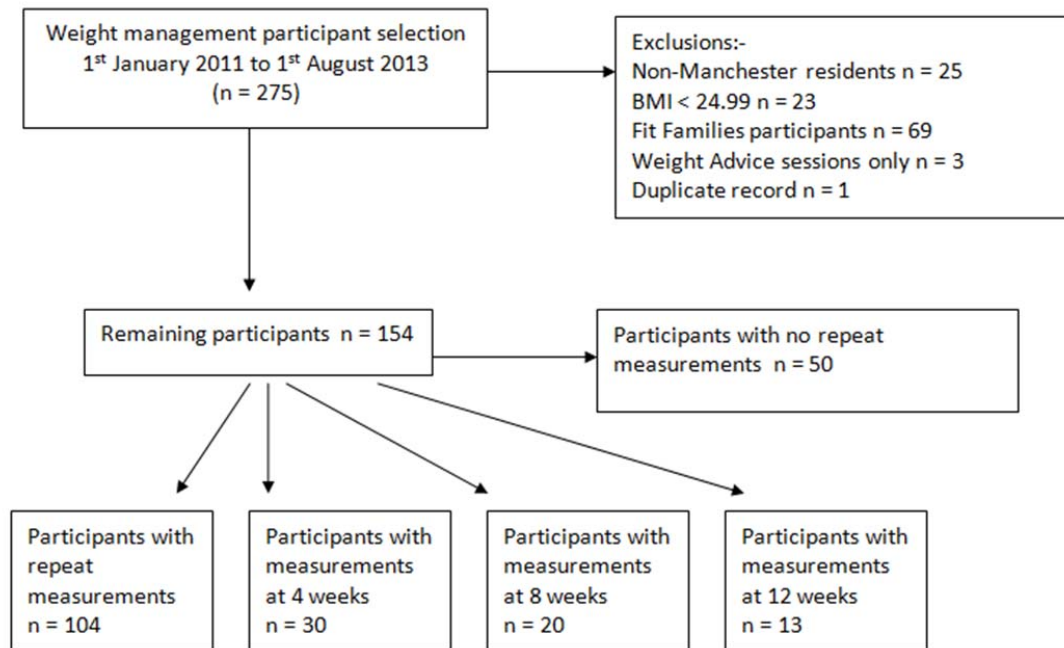 Weight management participant selection
1st January 2011 to 1st August 2013
(n = 275)
Exclusions:-
Non-Manchester residents n = 25
BMI < 24.99 n = 23
Fit Families participants n = 69
Weight Advice sessions only n = 3
Duplicate record n = 1
Remaining participants n = 154
Participants with no repeat
measurements n = 50
Participants with
repeat
measurements
n = 104
Participants with
measurements
at 4 weeks
n = 30
Participants with
measurements
at 8 weeks
n = 20
Participants with
measurements
at 12 weeks
n = 13